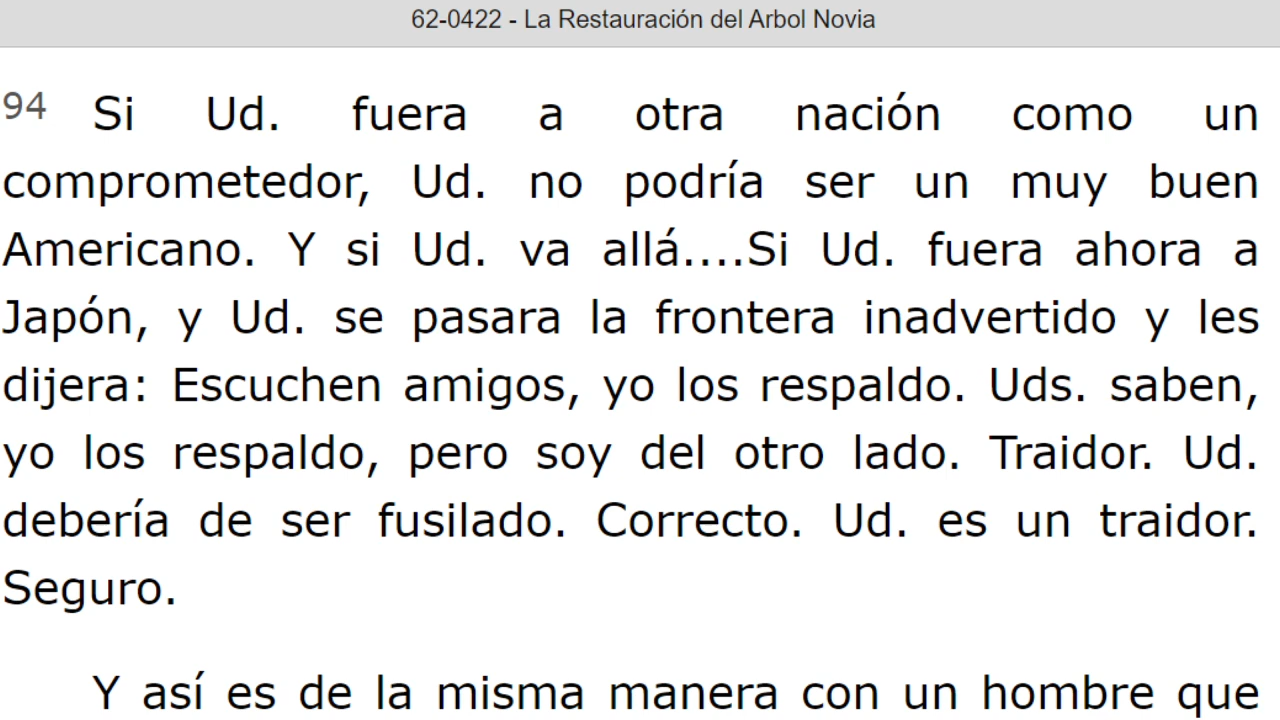 62-0422 - La Restauración del Arbol Novia
94 Si Ud. fuera a otra nación como un
comprometedor, Ud. no podría ser un muy buen
Americano. Y si Ud. va allá....Si Ud. fuera ahora a
Japón, y Ud. se pasara la frontera inadvertido y les
dijera: Escuchen amigos, yo los respaldo. Uds. saben,
yo los respaldo, pero soy del otro lado. Traidor. Ud.
debería de ser fusilado. Correcto. Ud. es un traidor.
Seguro.
Y así es de la misma manera con un hombre que